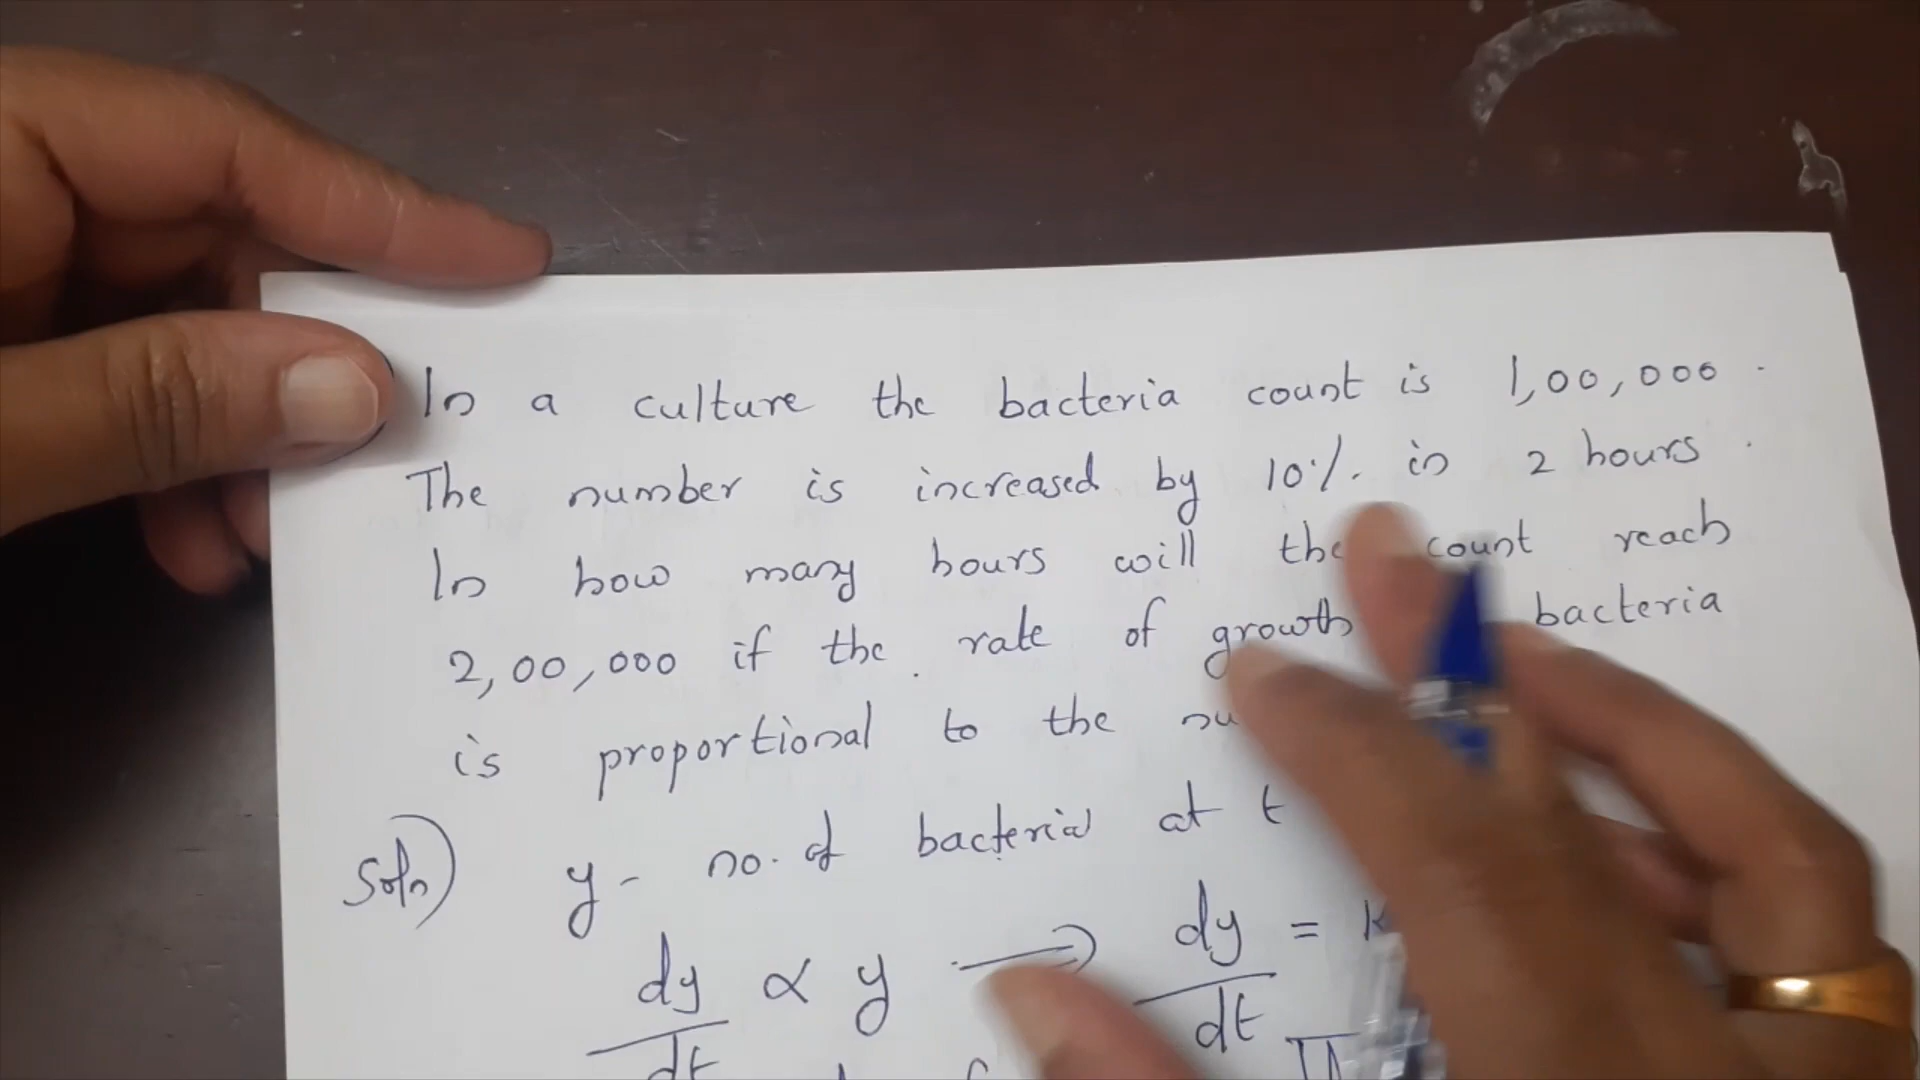 In a culture the bacteria count is 1,00,000.
The number is increased by 10% in 2 hours.
In how many hours will the count reach
2,00,000 if the rate of growth bacteria
is proportional to the
Soln) y - no. of bacterial at t
dy/dt ∝ y ⟹ dy/dt = k